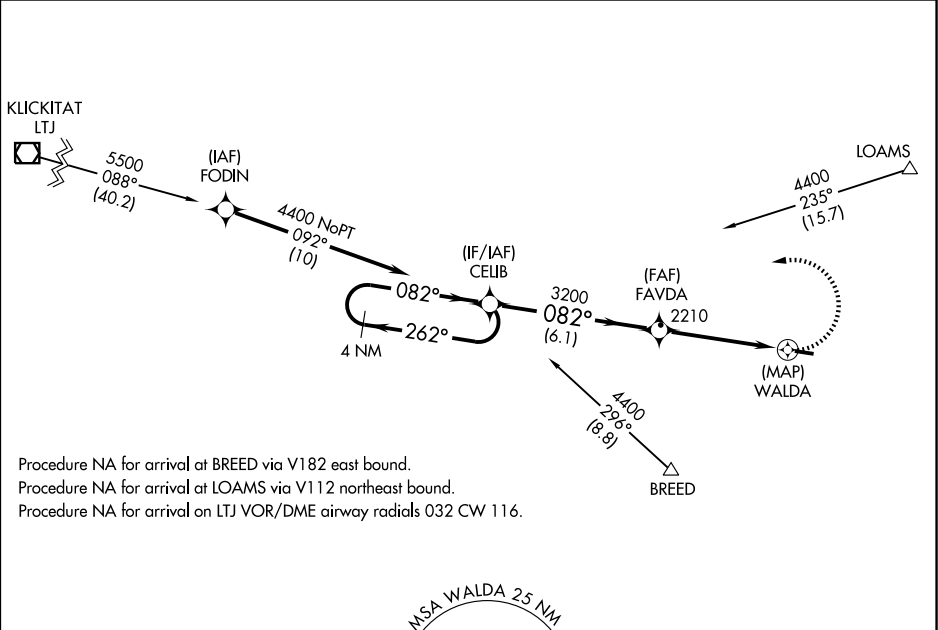 KLICKITAT
LTJ
5500
088°
(40.2)
(IAF)
FODIN
4400 NoPT
092°
(10)
LOAMS
4400
235°
(15.7)
(IF/IAF)
CELIB
082°
262°
4 NM
3200
082°
(6.1)
(FAF)
FAVDA
2210
(MAP)
WALDA
4400
296°
(8.8)
BREED
Procedure NA for arrival at BREED via V182 east bound.
Procedure NA for arrival at LOAMS via V112 northeast bound.
Procedure NA for arrival on LTJ VOR/DME airway radials 032 CW 116.
MSA WALDA 25 NM